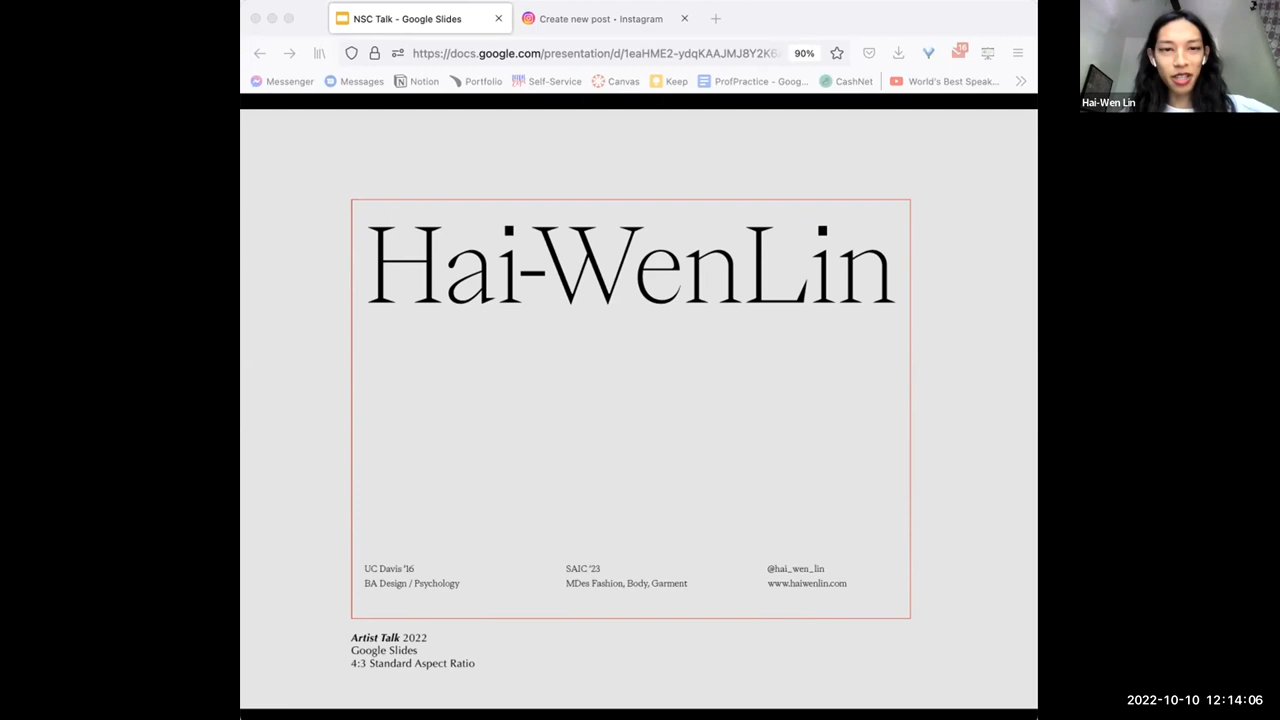 NSC Talk - Google Slides
Create new post • Instagram
https://docs.google.com/presentation/d/1eaHME2-ydqKAAJMJ8Y2K6
90%
16
Messenger
Messages
Notion
Portfolio
Self-Service
Canvas
Keep
ProfPractice - Goog...
CashNet
World's Best Speak...
Hai-Wen Lin
Hai-WenLin
UC Davis '16
BA Design / Psychology
SAIC '23
MDes Fashion, Body, Garment
@hai_wen_lin
www.haiwenlin.com
Artist Talk 2022
Google Slides
4:3 Standard Aspect Ratio
2022-10-10 12:14:06